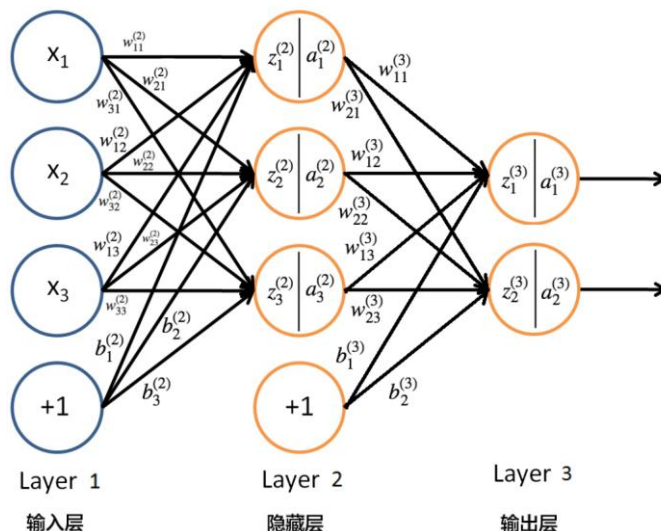 x₁
w₁₁⁽²⁾
w₂₁⁽²⁾
w₃₁⁽²⁾
z₁⁽²⁾ | a₁⁽²⁾
w₁₁⁽³⁾
w₂₁⁽³⁾
w₁₂⁽²⁾
x₂
w₂₂⁽²⁾
w₃₂⁽²⁾
z₂⁽²⁾ | a₂⁽²⁾
w₁₂⁽³⁾
w₂₂⁽³⁾
z₁⁽³⁾ | a₁⁽³⁾
w₁₃⁽²⁾
w₂₃⁽²⁾
w₁₃⁽³⁾
x₃
w₃₃⁽²⁾
z₃⁽²⁾ | a₃⁽²⁾
w₂₃⁽³⁾
z₂⁽³⁾ | a₂⁽³⁾
b₁⁽²⁾
b₂⁽²⁾
b₃⁽²⁾
b₁⁽³⁾
b₂⁽³⁾
+1
+1
Layer 1
Layer 2
Layer 3
输入层
隐藏层
输出层